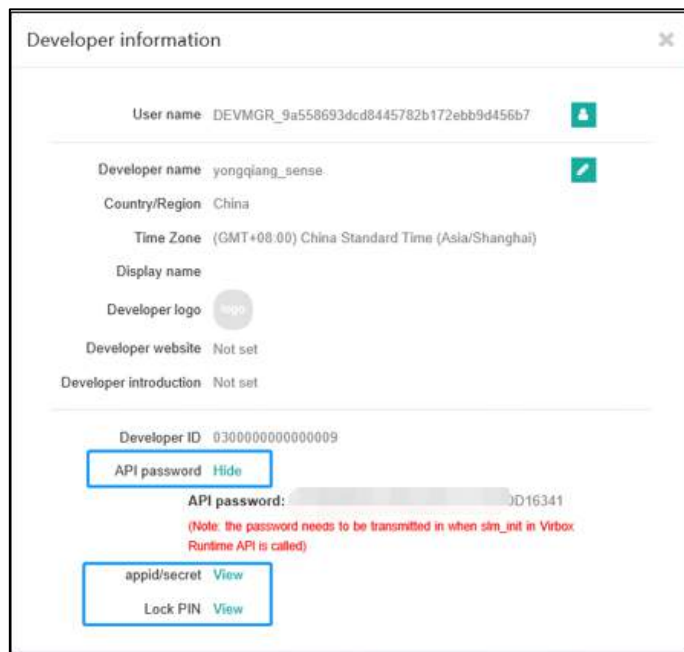 Developer information
User name DEVMGR_9a558693dcd8445782b172ebb9d456b7
Developer name yongqiang_sense
Country/Region China
Time Zone (GMT+08:00) China Standard Time (Asia/Shanghai)
Display name
Developer logo logo
Developer website Not set
Developer introduction Not set
Developer ID 0300000000000009
API password Hide
API password: 0D16341
(Note: the password needs to be transmitted in when slm_init in Virbox
Runtime API is called)
appid/secret View
Lock PIN View